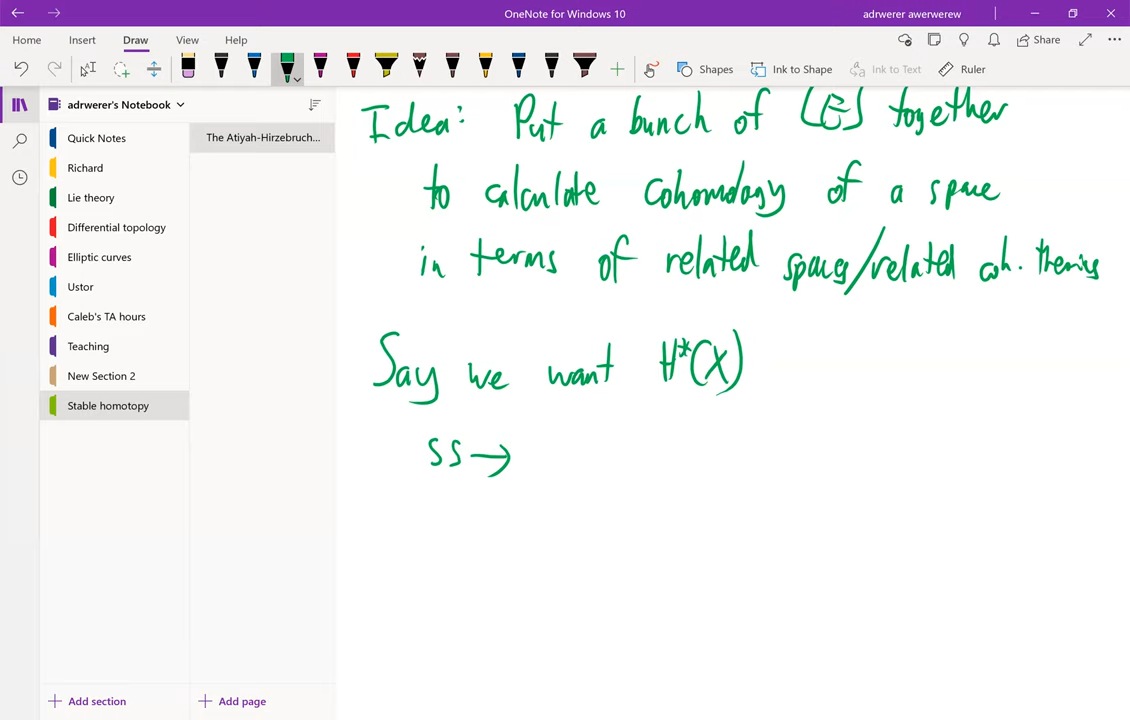 OneNote for Windows 10
adrwerer awerwerew
Home
Insert
Draw
View
Help
Share
Shapes
Ink to Shape
Ink to Text
Ruler
adrwerer's Notebook
Quick Notes
Richard
Lie theory
Differential topology
Elliptic curves
Ustor
Caleb's TA hours
Teaching
New Section 2
Stable homotopy
The Atiyah-Hirzebruch...
Add section
Add page
Idea: Put a bunch of together
to calculate cohomology of a space
in terms of related spaces/related coh. theories
Say we want H*(X)
SS →